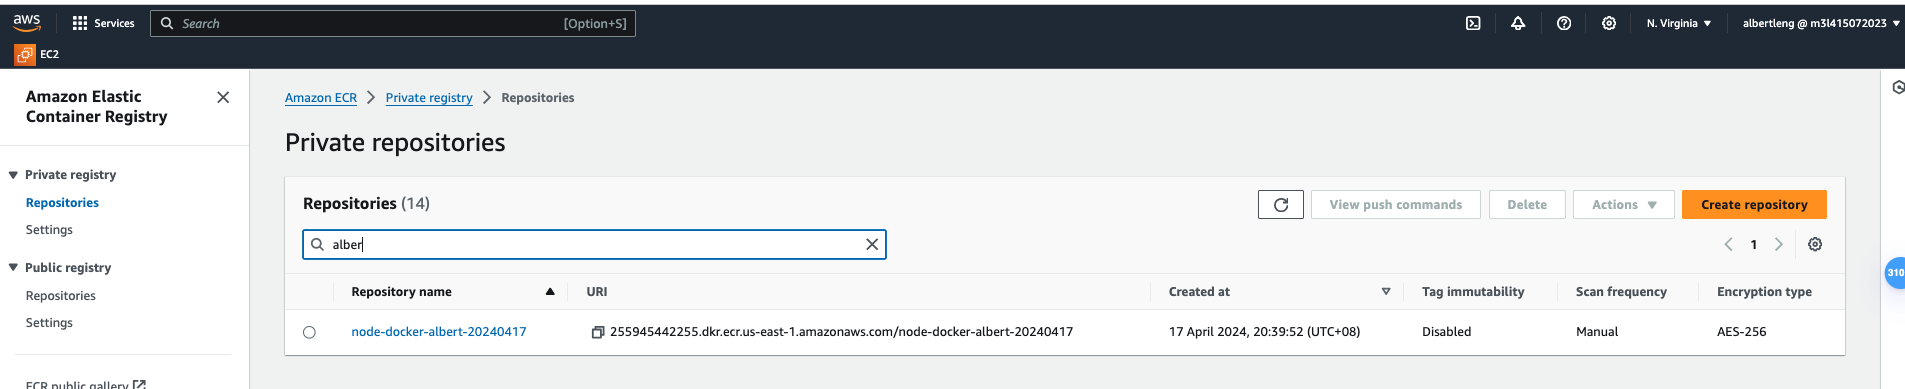 aws
Services
Search
[Option+S]
N. Virginia
albertleng @ m3l415072023
EC2
Amazon Elastic
Container Registry
Private registry
Repositories
Settings
Public registry
Repositories
Settings
ECR public gallery
Amazon ECR
Private registry
Repositories
Private repositories
Repositories (14)
View push commands
Delete
Actions
Create repository
alber
1
Repository name
URI
Created at
Tag immutability
Scan frequency
Encryption type
node-docker-albert-20240417
255945442255.dkr.ecr.us-east-1.amazonaws.com/node-docker-albert-20240417
17 April 2024, 20:39:52 (UTC+08)
Disabled
Manual
AES-256
310